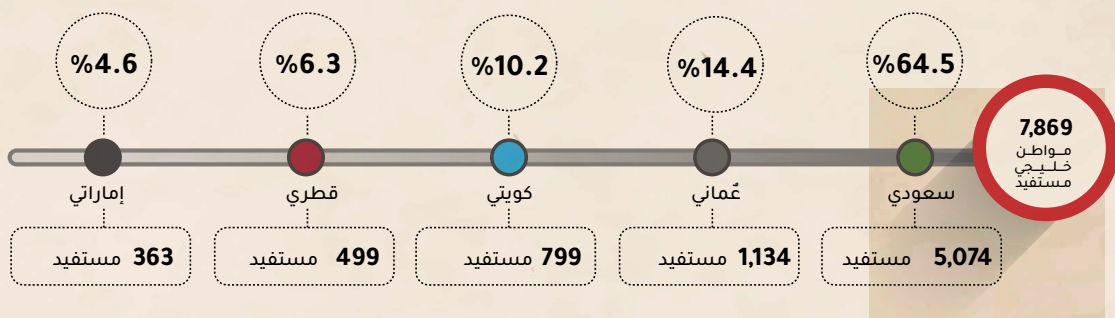 %64.5
%14.4
%10.2
%6.3
%4.6
7,869
مــواطـن
خـلـيـجي
مستفيد
سعودي
عُماني
كويتي
قطري
إماراتي
5,074 مستفيد
1,134 مستفيد
799 مستفيد
499 مستفيد
363 مستفيد